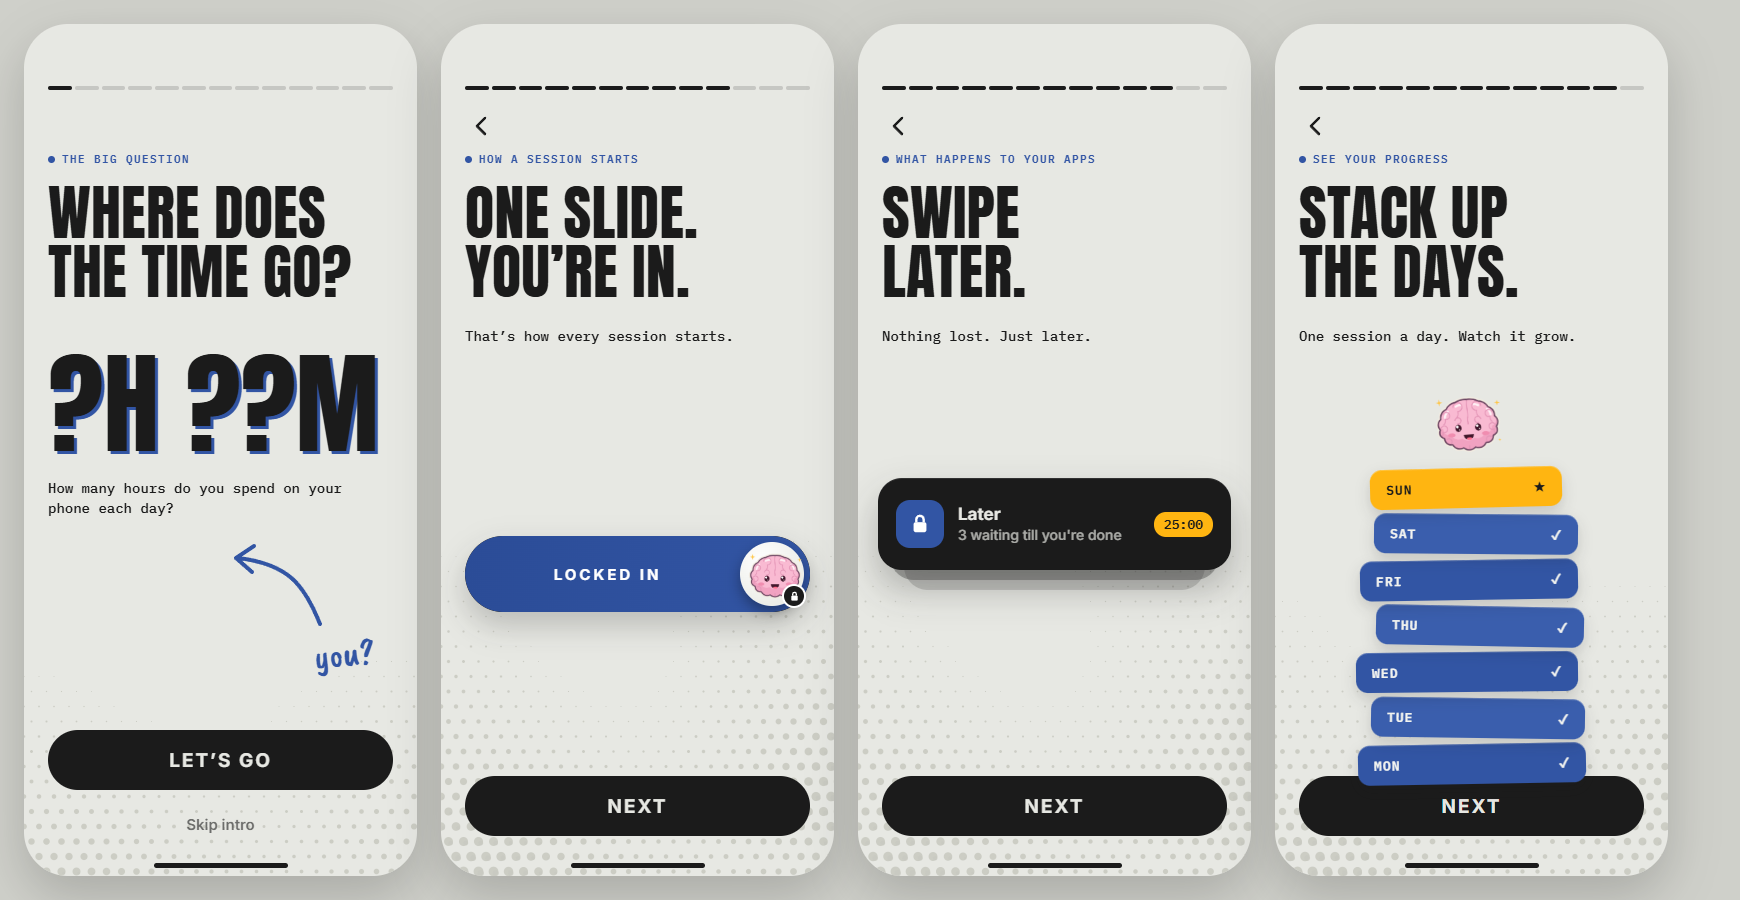 THE BIG QUESTION
WHERE DOES
THE TIME GO?
?H ??M
How many hours do you spend on your
phone each day?
you?
LET'S GO
Skip intro
HOW A SESSION STARTS
ONE SLIDE.
YOU’RE IN.
That’s how every session starts.
LOCKED IN
NEXT
WHAT HAPPENS TO YOUR APPS
SWIPE
LATER.
Nothing lost. Just later.
Later
3 waiting till you're done
25:00
NEXT
SEE YOUR PROGRESS
STACK UP
THE DAYS.
One session a day. Watch it grow.
SUN
SAT
FRI
THU
WED
TUE
MON
NEXT